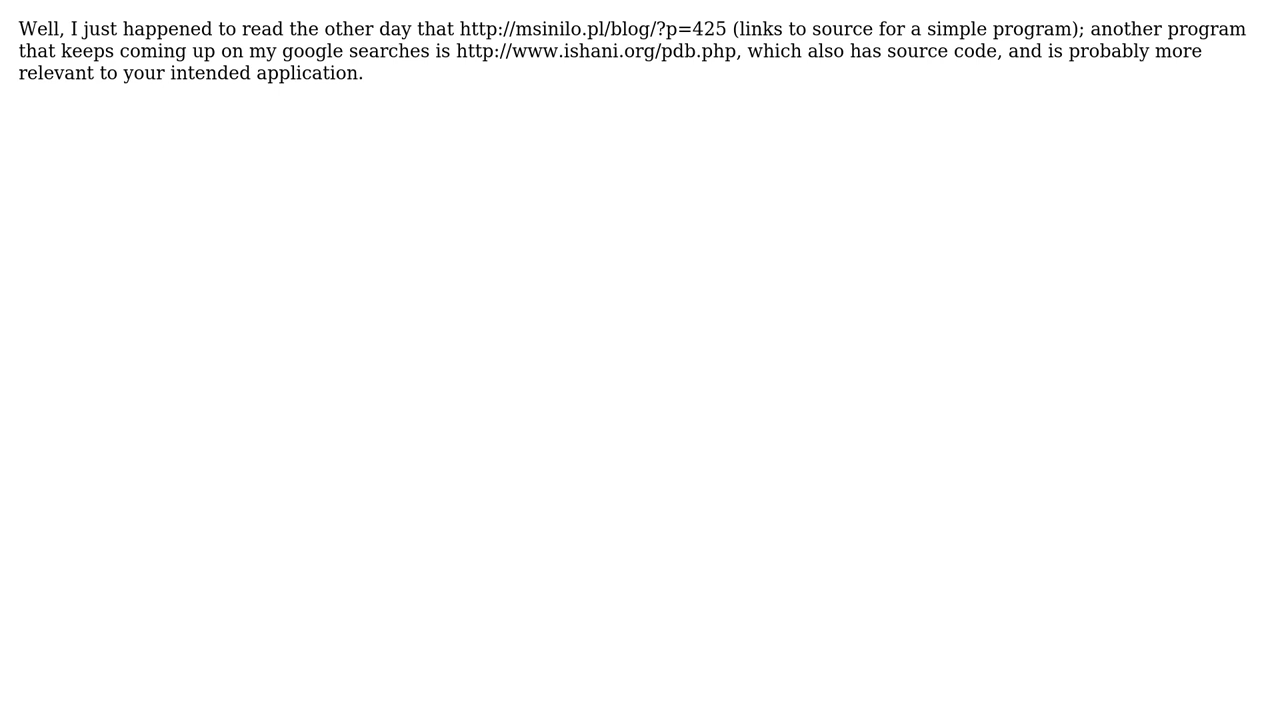 Well, I just happened to read the other day that http://msinilo.pl/blog/?p=425 (links to source for a simple program); another program
that keeps coming up on my google searches is http://www.ishani.org/pdb.php, which also has source code, and is probably more
relevant to your intended application.